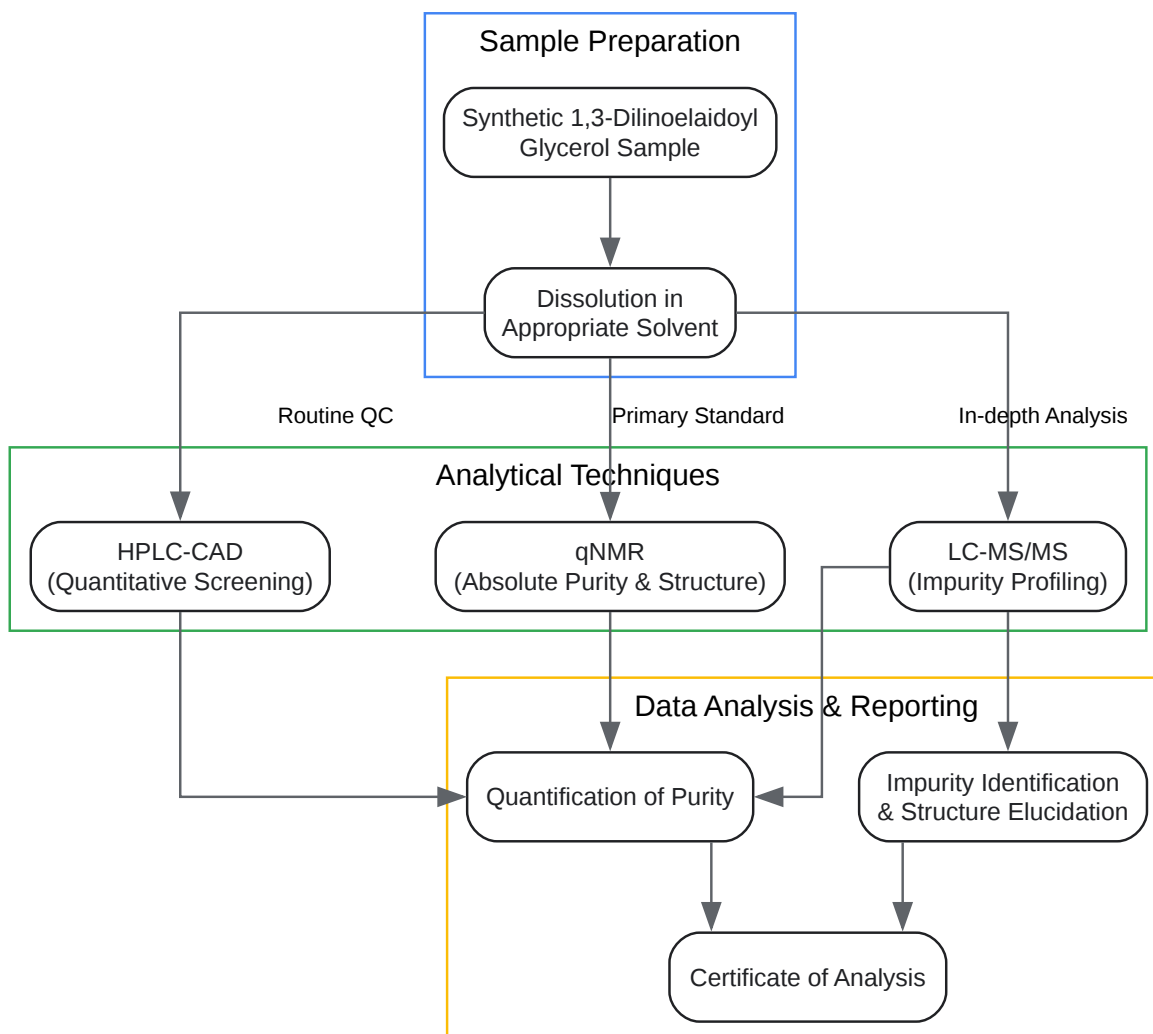 Sample Preparation
Synthetic 1,3-Dilinoelaidoyl
Glycerol Sample
Dissolution in
Appropriate Solvent
Routine QC
Primary Standard
In-depth Analysis
Analytical Techniques
HPLC-CAD
(Quantitative Screening)
qNMR
(Absolute Purity & Structure)
LC-MS/MS
(Impurity Profiling)
Data Analysis & Reporting
Quantification of Purity
Impurity Identification
& Structure Elucidation
Certificate of Analysis